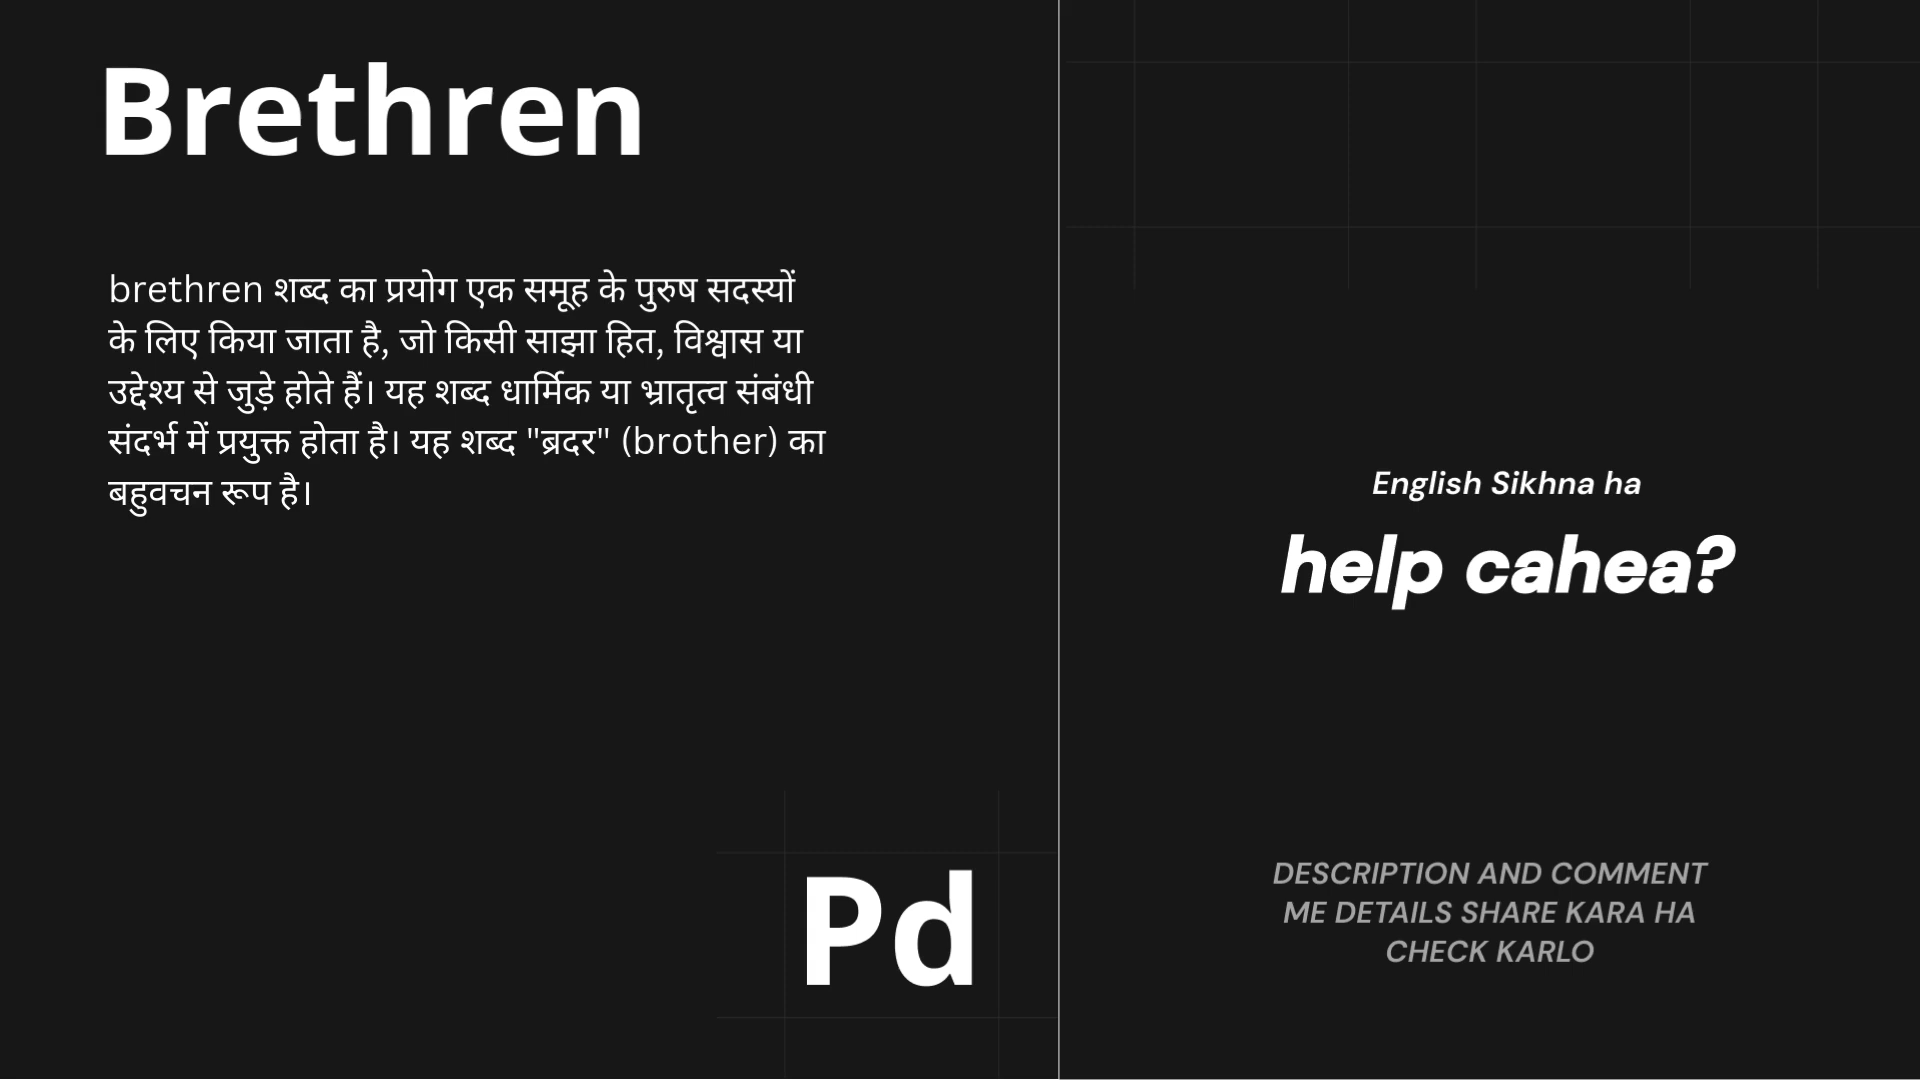 Brethren
brethren शब्द का प्रयोग एक समूह के पुरुष सदस्यों
के लिए किया जाता है, जो किसी साझा हित, विश्वास या
उद्देश्य से जुड़े होते हैं। यह शब्द धार्मिक या भ्रातृत्व संबंधी
संदर्भ में प्रयुक्त होता है। यह शब्द "ब्रदर" (brother) का
बहुवचन रूप है।
Pd
English Sikhna ha
help cahea?
DESCRIPTION AND COMMENT
ME DETAILS SHARE KARA HA
CHECK KARLO